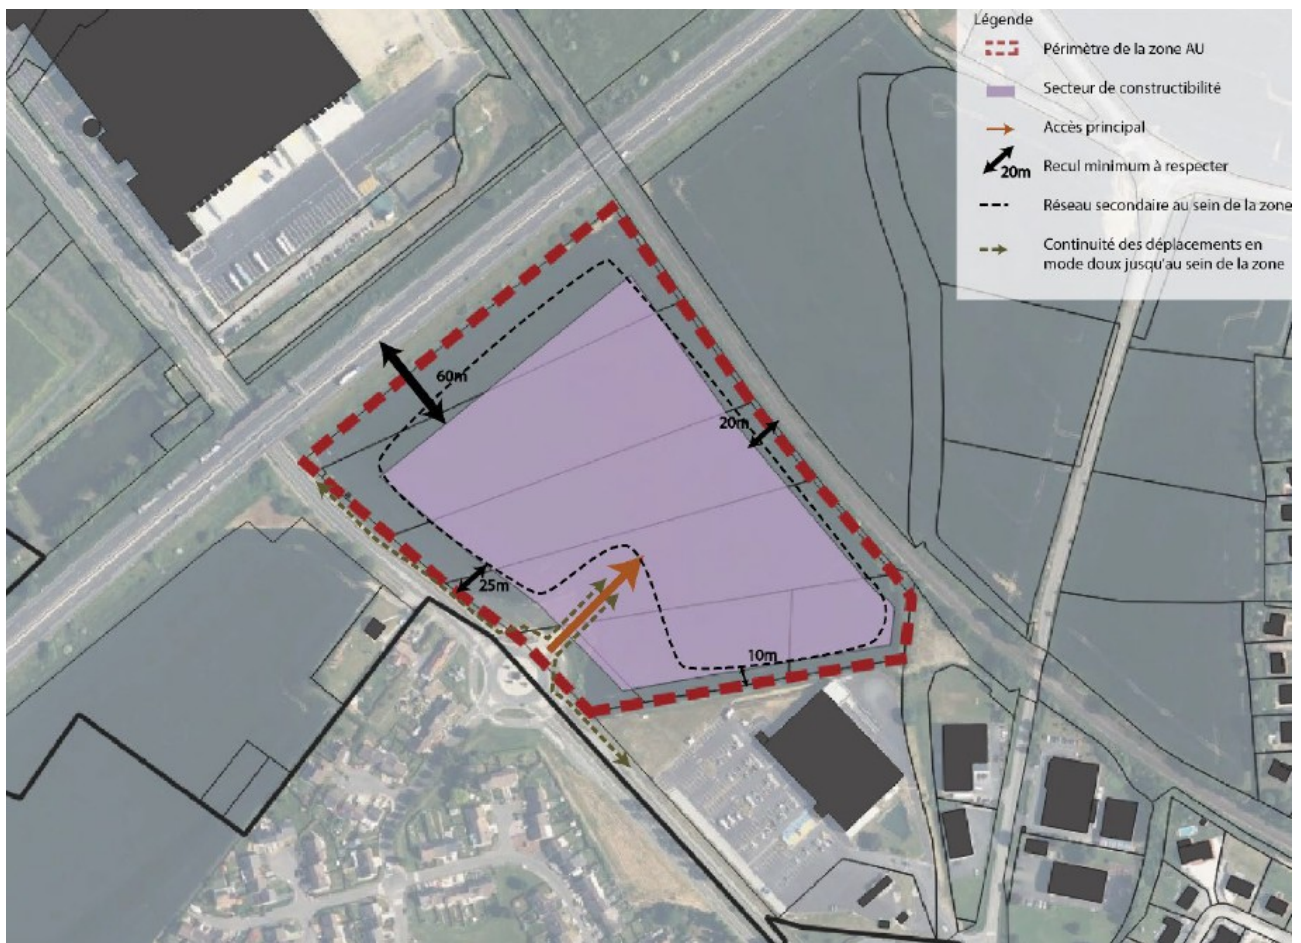 Légende
Périmètre de la zone AU
Secteur de constructibilité
Accès principal
20m
Recul minimum à respecter
Réseau secondaire au sein de la zone
Continuité des déplacements en
mode doux jusqu'au sein de la zone
60m
20m
25m
10m